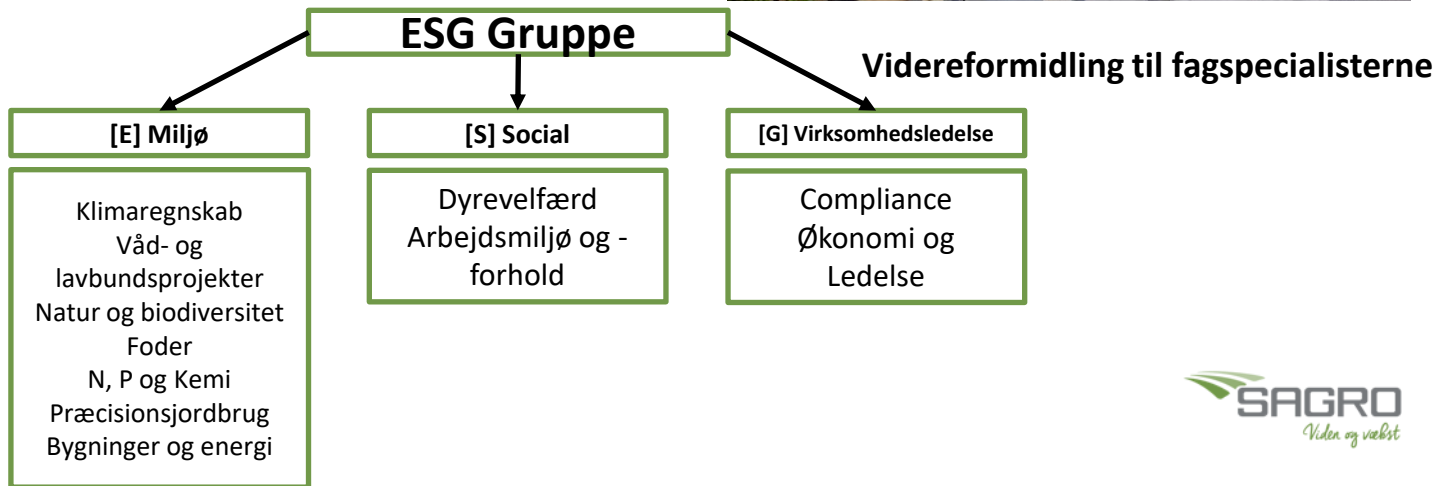 ESG Gruppe
Videreformidling til fagspecialisterne
[E] Miljø
[S] Social
[G] Virksomhedsledelse
Klimaregnskab
Våd- og
lavbundsprojekter
Natur og biodiversitet
Foder
N, P og Kemi
Præcisionsjordbrug
Bygninger og energi
Dyrevelfærd
Arbejdsmiljø og -
forhold
Compliance
Økonomi og
Ledelse
SAGRO
Viden og vækst